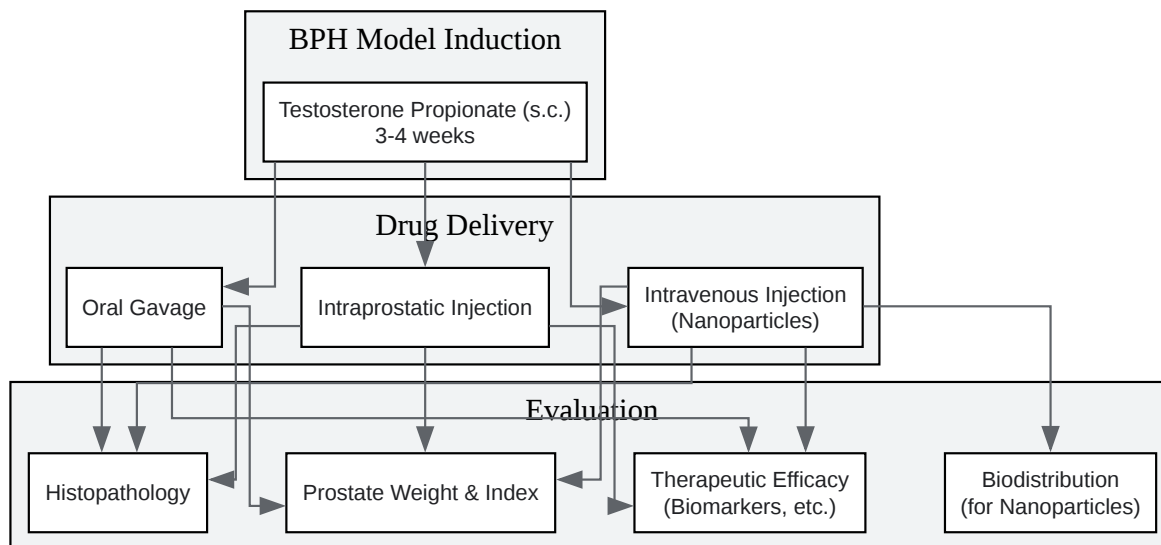 BPH Model Induction
Testosterone Propionate (s.c.)
3-4 weeks
Drug Delivery
Oral Gavage
Intraprostatic Injection
Intravenous Injection
(Nanoparticles)
Evaluation
Histopathology
Prostate Weight & Index
Therapeutic Efficacy
(Biomarkers, etc.)
Biodistribution
(for Nanoparticles)